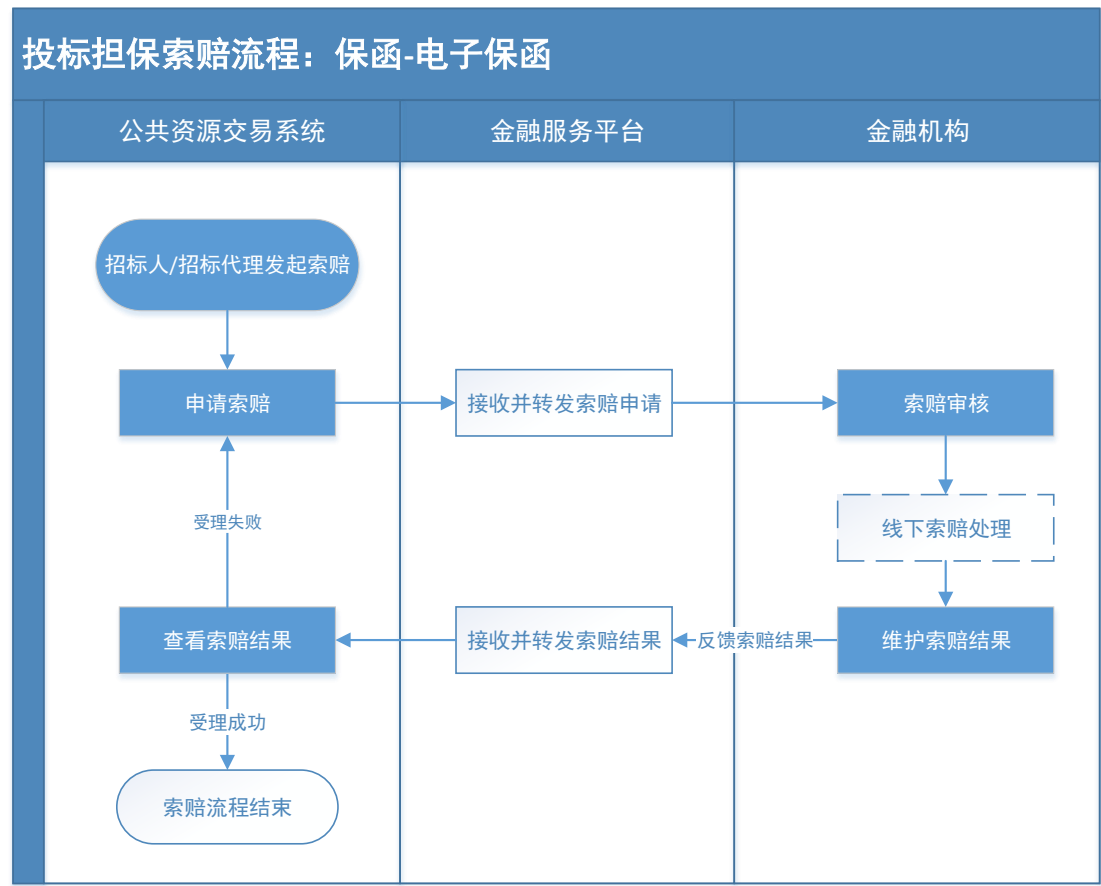 投标担保索赔流程：保函-电子保函
公共资源交易系统
金融服务平台
金融机构
招标人/招标代理发起索赔
申请索赔
接收并转发索赔申请
索赔审核
受理失败
线下索赔处理
查看索赔结果
接收并转发索赔结果
反馈索赔结果
维护索赔结果
受理成功
索赔流程结束